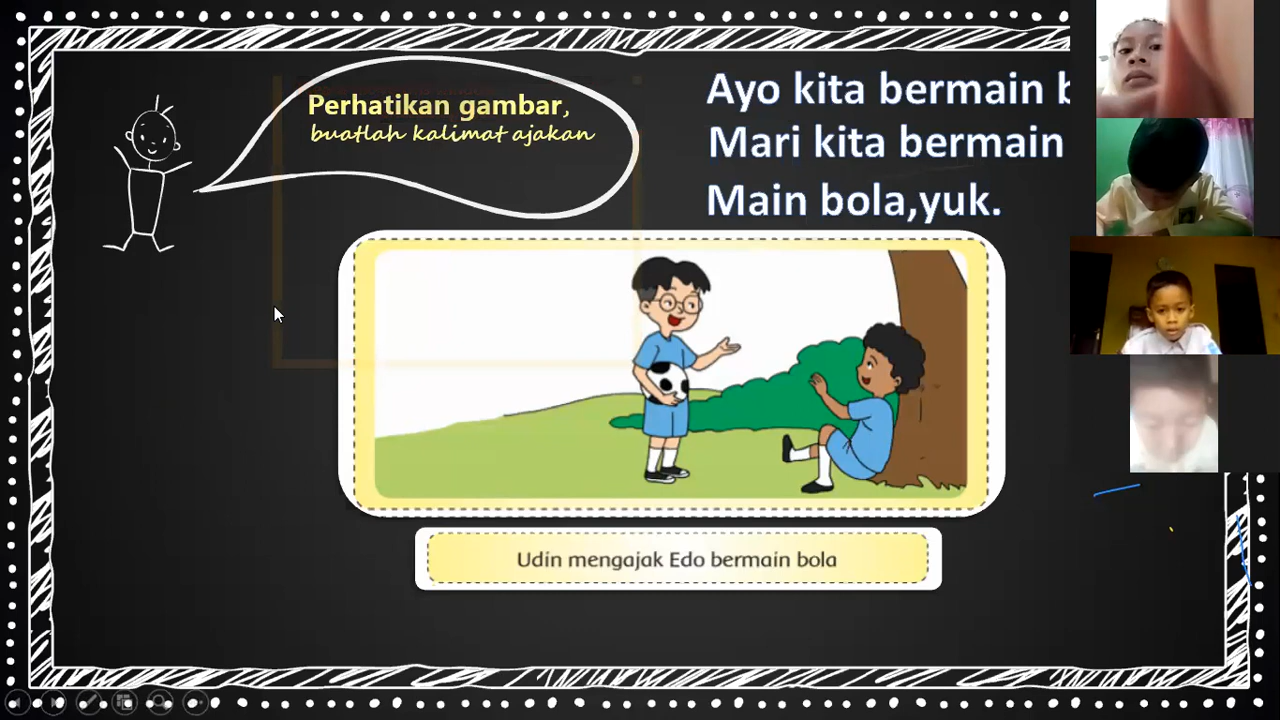 Perhatikan gambar,
buatlah kalimat ajakan
Ayo kita bermain b
Mari kita bermain
Main bola,yuk.
Udin mengajak Edo bermain bola